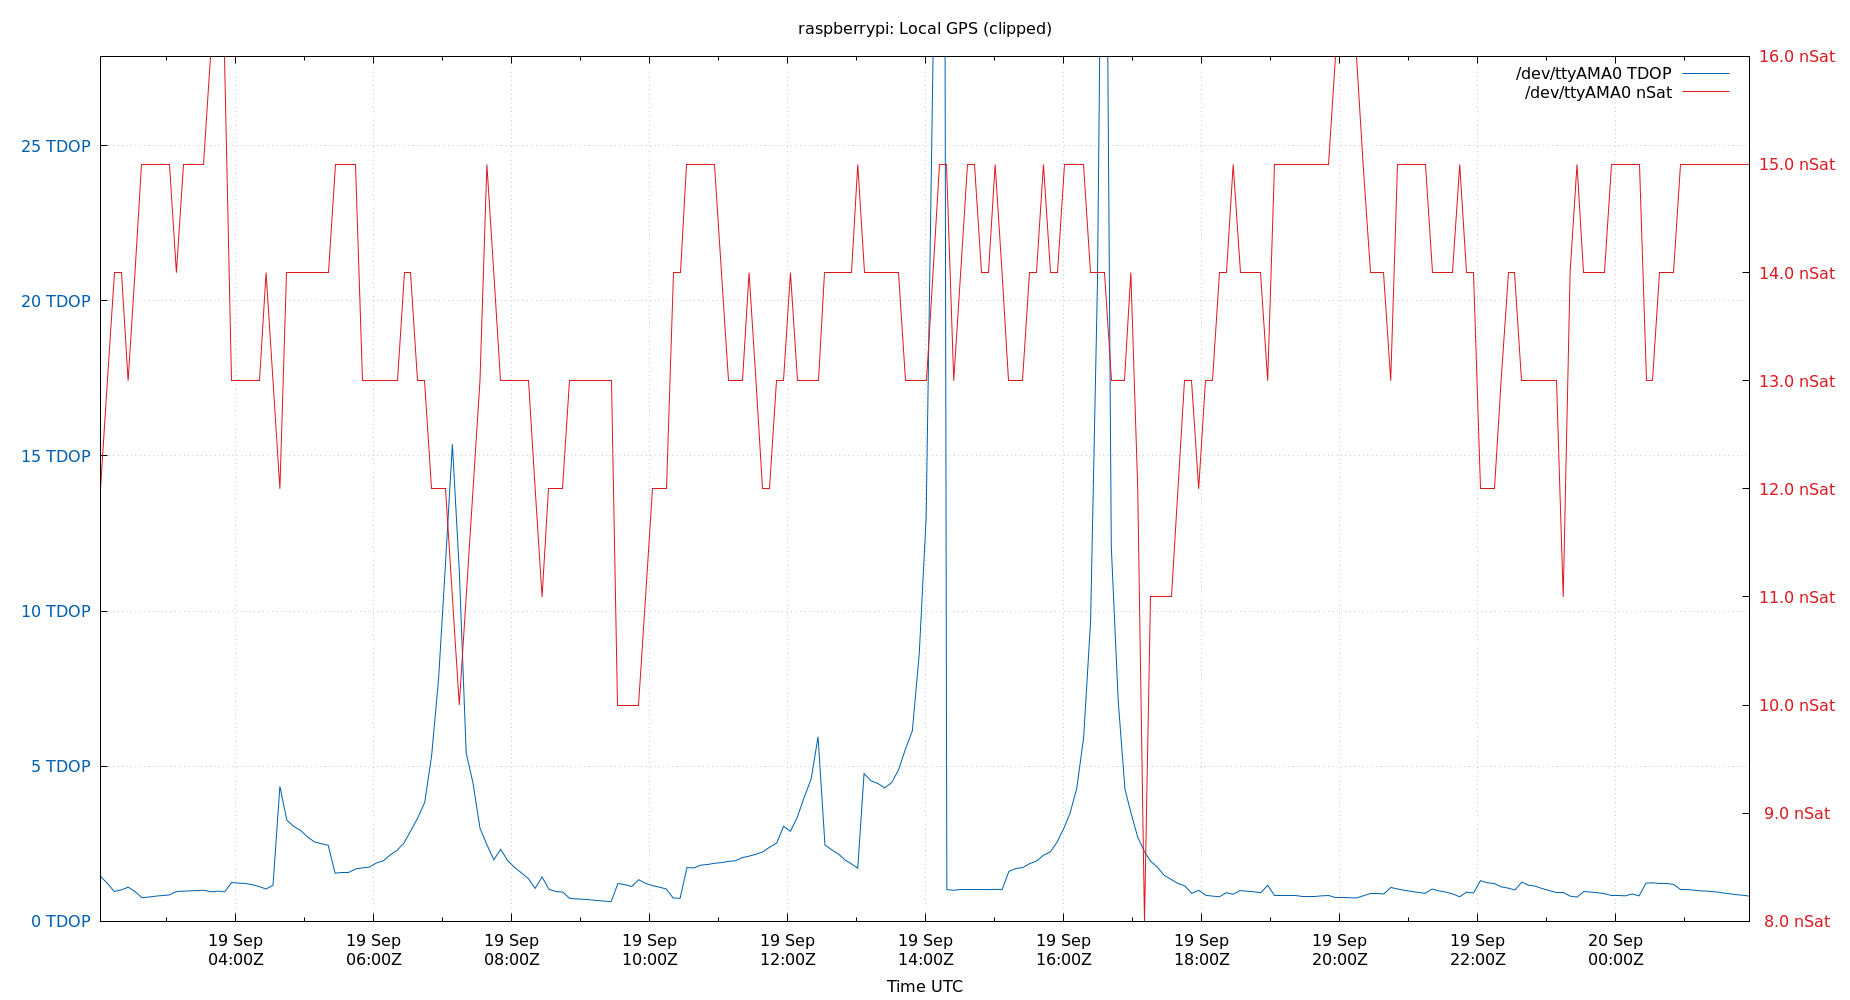 raspberrypi: Local GPS (clipped)
/dev/ttyAMA0 TDOP
/dev/ttyAMA0 nSat
25 TDOP
20 TDOP
15 TDOP
10 TDOP
5 TDOP
0 TDOP
16.0 nSat
15.0 nSat
14.0 nSat
13.0 nSat
12.0 nSat
11.0 nSat
10.0 nSat
9.0 nSat
8.0 nSat
19 Sep 19 Sep 19 Sep 19 Sep 19 Sep 19 Sep 19 Sep 19 Sep 19 Sep 19 Sep 20 Sep
04:00Z 06:00Z 08:00Z 10:00Z 12:00Z 14:00Z 16:00Z 18:00Z 20:00Z 22:00Z 00:00Z
Time UTC